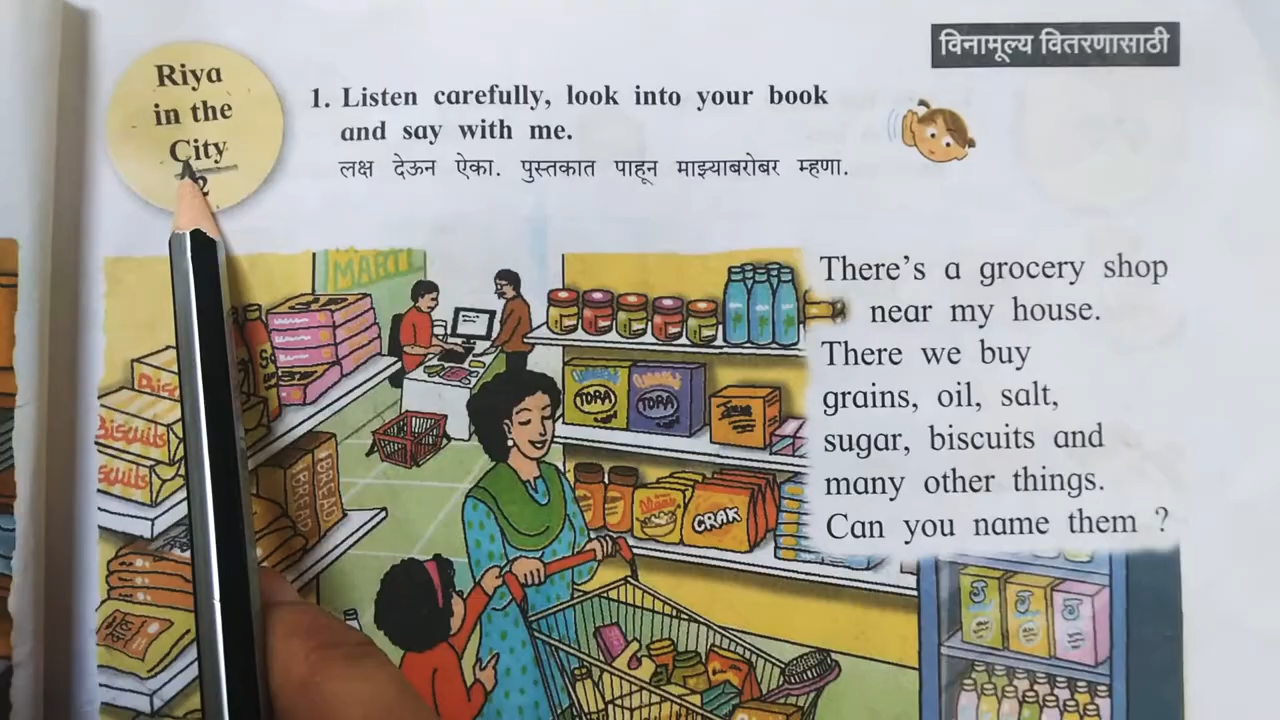 विनामूल्य वितरणासाठी
Riya
in the
City
2
1. Listen carefully, look into your book
and say with me.
लक्ष देऊन ऐका. पुस्तकात पाहून माझ्याबरोबर म्हणा.
There's a grocery shop
near my house.
There we buy
grains, oil, salt,
sugar, biscuits and
many other things.
Can you name them ?
MART
TORA
TORA
Biscuits
Biscuits
BREAD
BREAD
CRAK